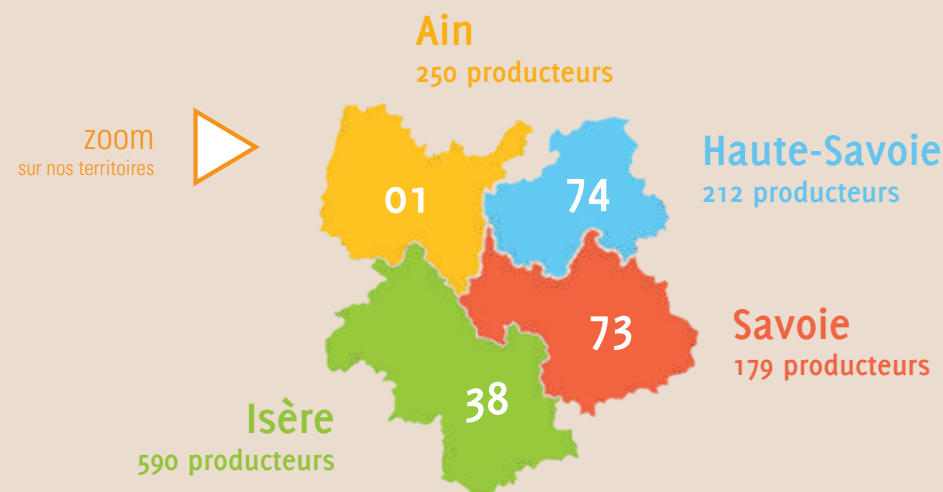 Ain
250 producteurs
zoom
sur nos territoires
01
74
Haute-Savoie
212 producteurs
73
Savoie
179 producteurs
38
Isère
590 producteurs